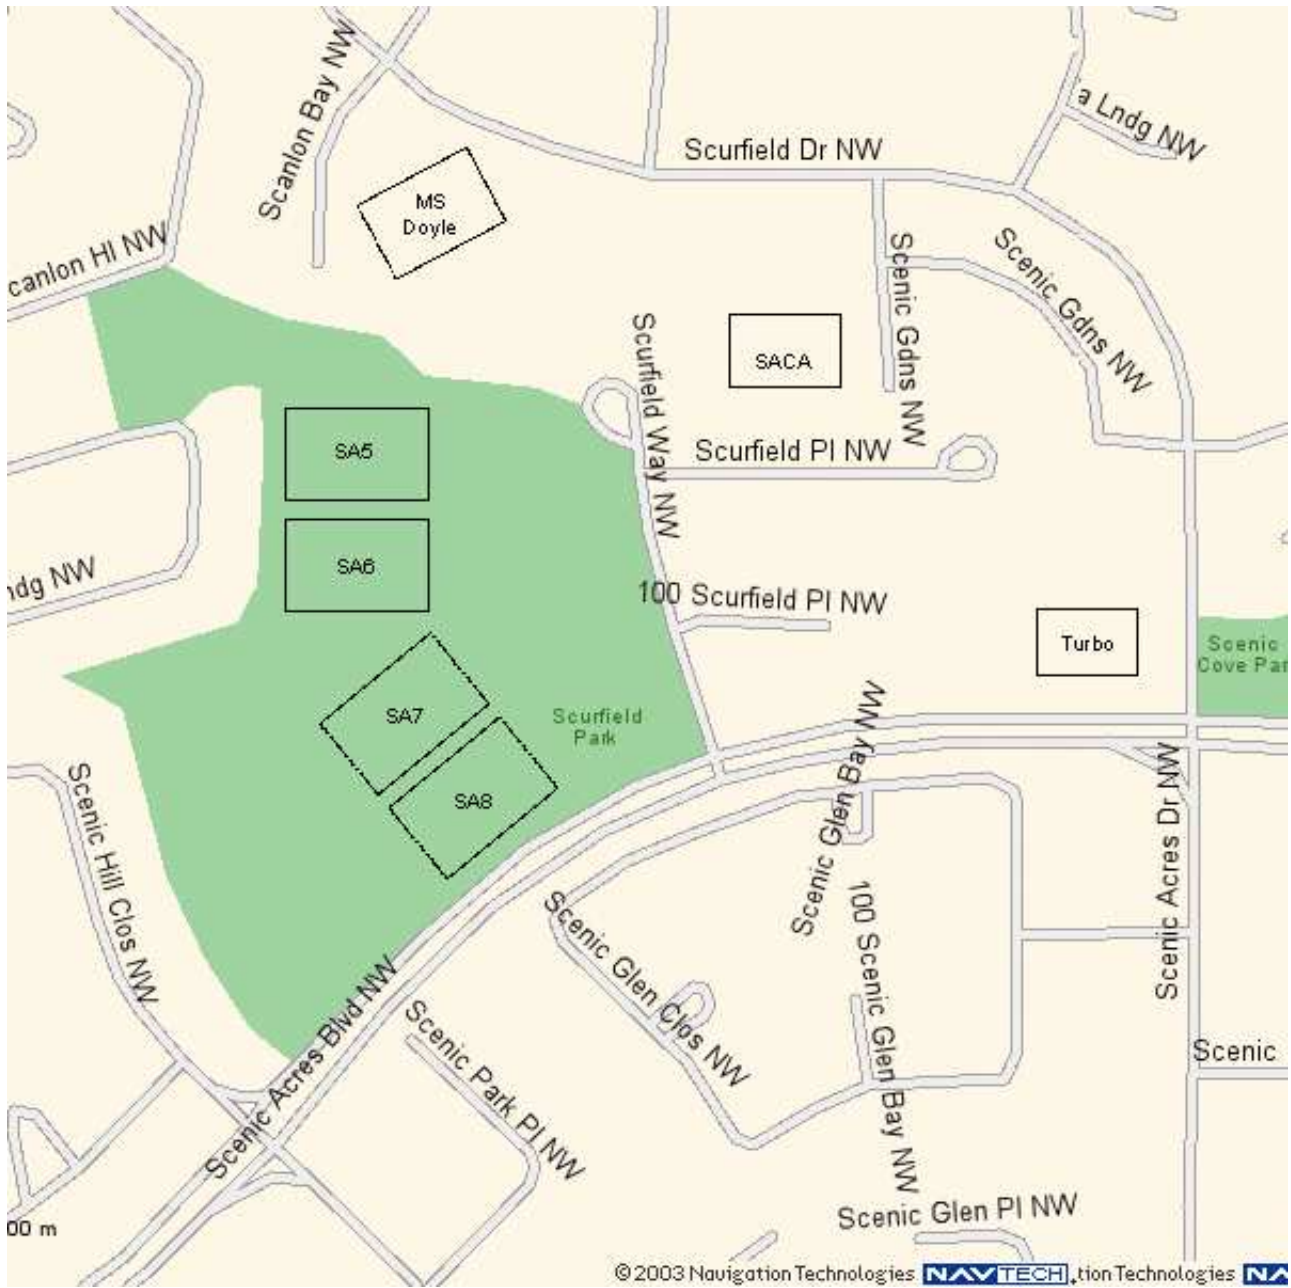 Scanlon Bay NW
a Lndg NW
Scurfield Dr NW
MS
Doyle
canlon Hl NW
Scenic Gdns NW
Scenic Gdns NW
Scurfield Way NW
SACA
SA5
Scurfield Pl NW
SA6
ndg NW
100 Scurfield Pl NW
Turbo
Scenic
Cove Par
SA7
Scurfield
Park
SA8
Scenic Glen Bay NW
Scenic Acres Dr NW
Scenic Hill Clos NW
Scenic Glen Clos NW
100 Scenic Glen Bay NW
Scenic Acres Blvd NW
Scenic Park Pl NW
Scenic
Scenic Glen Pl NW
00 m
©2003 Navigation Technologies NAVTECH tion Technologies NA